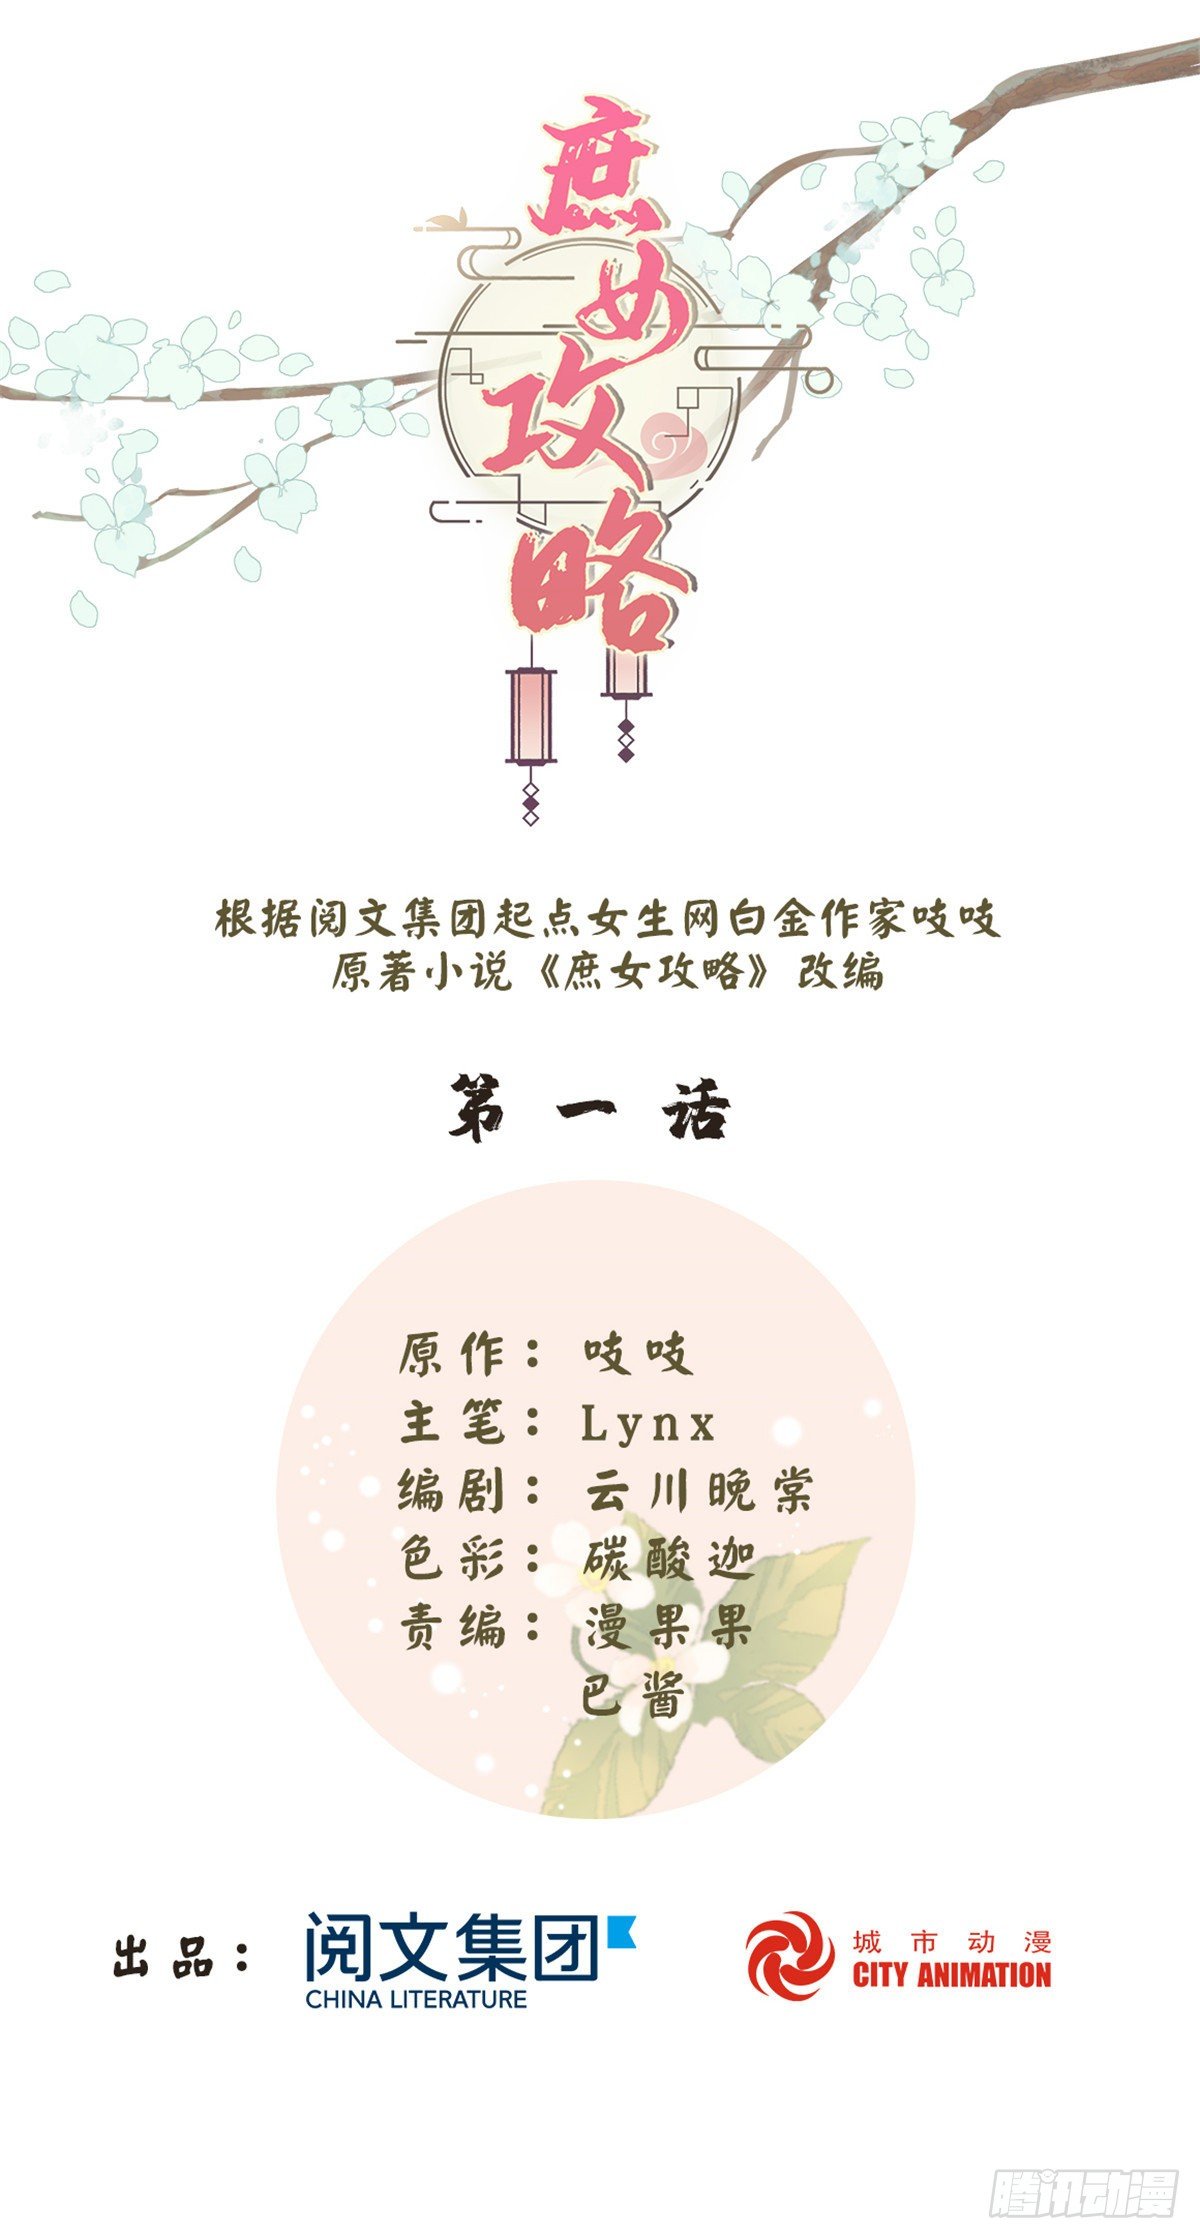 庶女攻略
根据阅文集团起点女生网白金作家吱吱
原著小说《庶女攻略》改编
第一话
原作：吱吱
主笔：Lynx
编剧：云川晚棠
色彩：碳酸迦
责编：漫果果
巴酱
出品：
阅文集团
CHINA LITERATURE
城市动漫
CITY ANIMATION
腾讯动漫